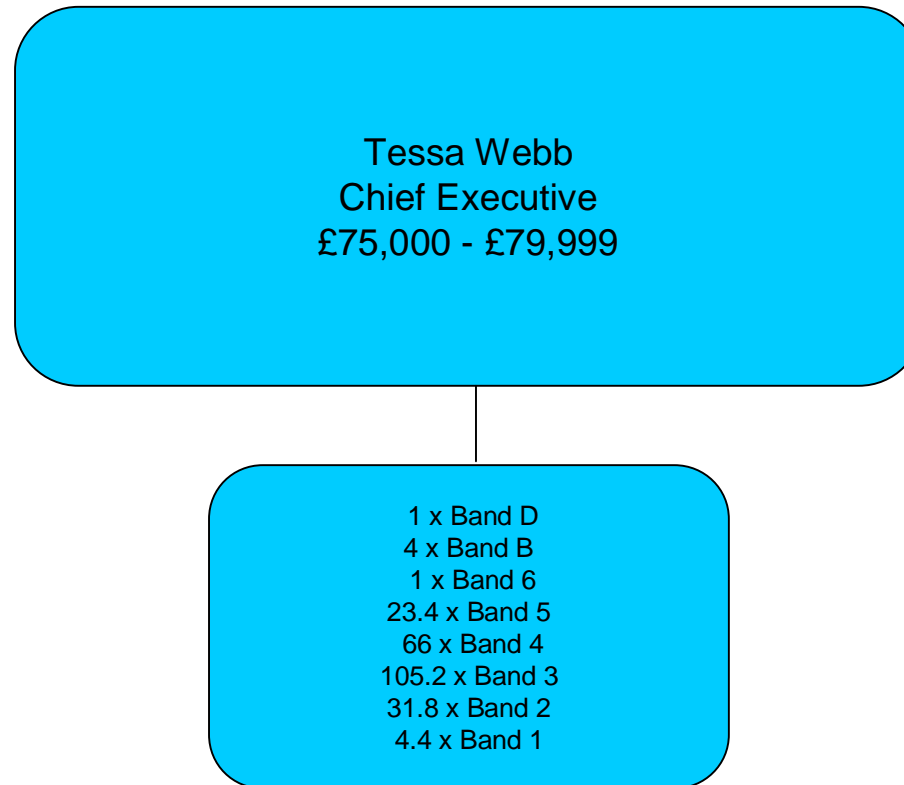 Tessa Webb
Chief Executive
£75,000 - £79,999
1 x Band D
4 x Band B
1 x Band 6
23.4 x Band 5
66 x Band 4
105.2 x Band 3
31.8 x Band 2
4.4 x Band 1